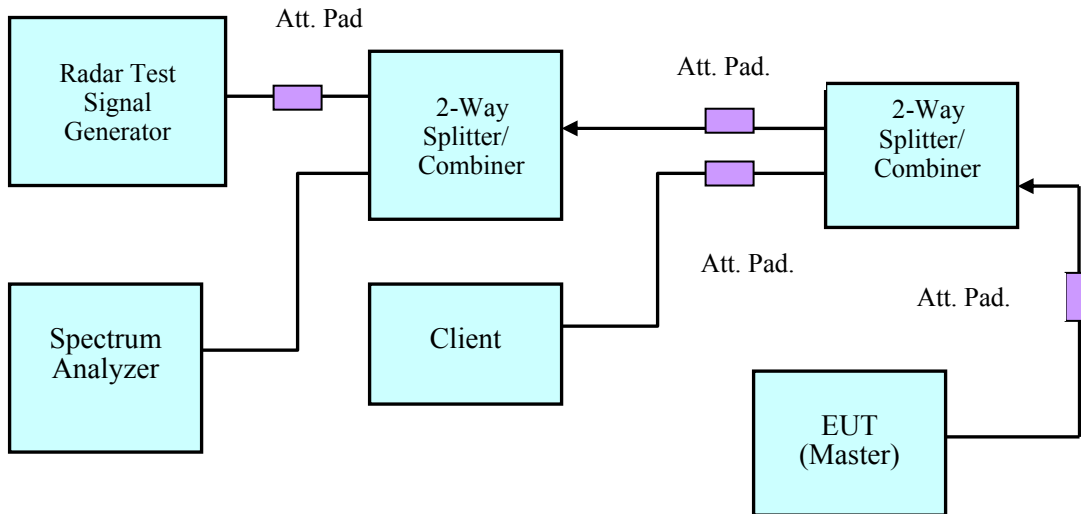 Att. Pad
Radar Test
Signal
Generator
2-Way
Splitter/
Combiner
Att. Pad.
2-Way
Splitter/
Combiner
Att. Pad.
Att. Pad.
Spectrum
Analyzer
Client
EUT
(Master)